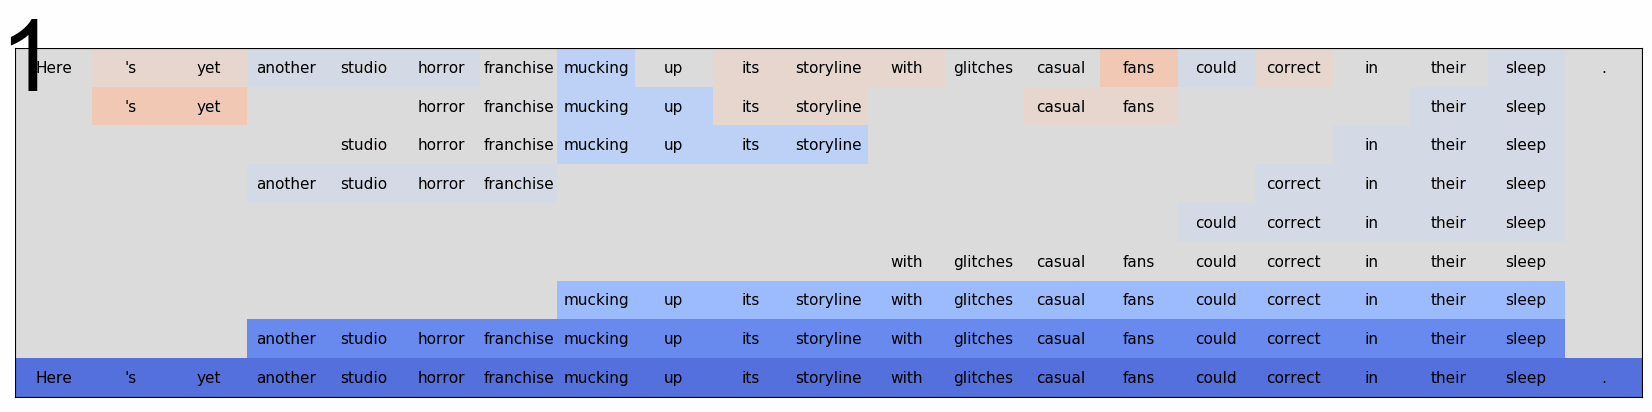 1
Here 's yet another studio horror franchise mucking up its storyline with glitches casual fans could correct in their sleep .
's yet horror franchise mucking up its storyline casual fans their sleep
studio horror franchise mucking up its storyline in their sleep
another studio horror franchise correct in their sleep
could correct in their sleep
with glitches casual fans could correct in their sleep
mucking up its storyline with glitches casual fans could correct in their sleep
another studio horror franchise mucking up its storyline with glitches casual fans could correct in their sleep
Here 's yet another studio horror franchise mucking up its storyline with glitches casual fans could correct in their sleep .